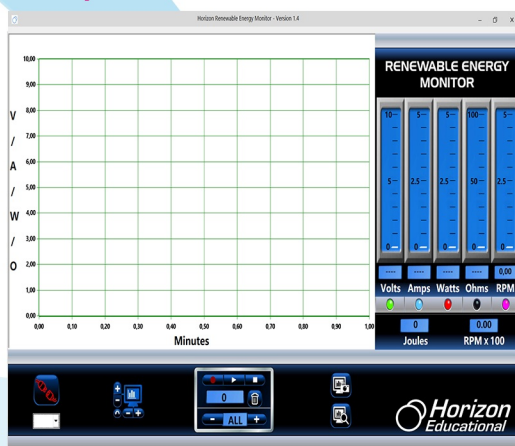 Horizon Renewable Energy Monitor - Version 1.4
10,00
9,00
8,00
7,00
6,00
5,00
4,00
3,00
2,00
1,00
0,00
V / A / W / O
0,00 0,10 0,20 0,30 0,40 0,50 0,60 0,70 0,80 0,90 1,00
Minutes
RENEWABLE ENERGY
MONITOR
10 5 5 100 5
5 2.5 2.5 50 2.5
0 0 0 0 0
---- ---- ---- ---- 0,00
Volts Amps Watts Ohms RPM
0 0.00
Joules RPM x 100
0
- ALL +
Horizon
Educational